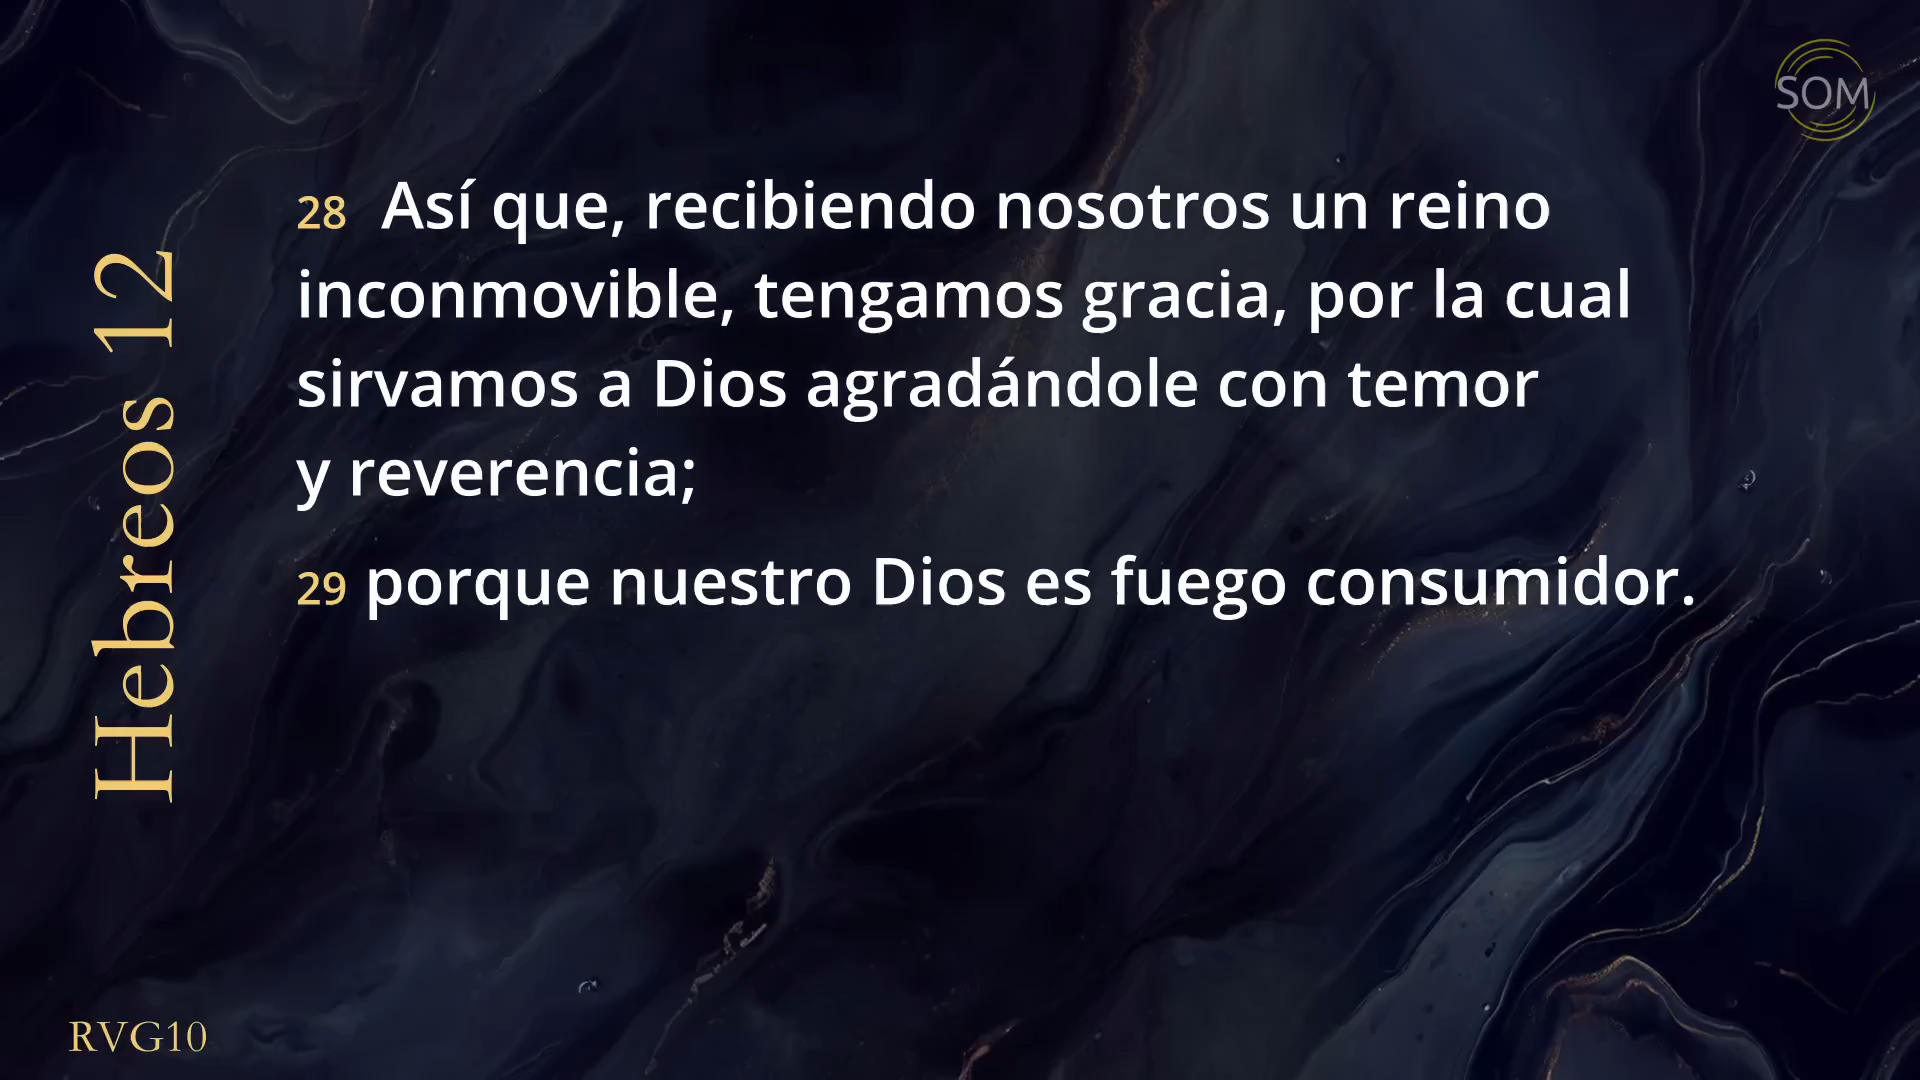 SOM
Hebreos 12
28 Así que, recibiendo nosotros un reino
inconmovible, tengamos gracia, por la cual
sirvamos a Dios agradándole con temor
y reverencia;
29 porque nuestro Dios es fuego consumidor.
RVG10